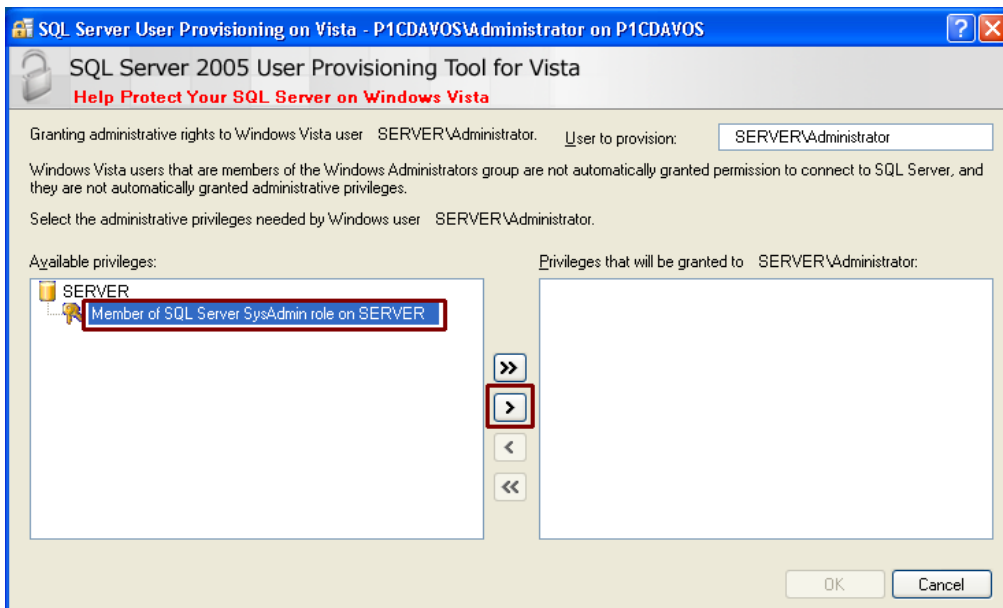 SQL Server User Provisioning on Vista - P1CDAVOS\Administrator on P1CDAVOS
SQL Server 2005 User Provisioning Tool for Vista
Help Protect Your SQL Server on Windows Vista
Granting administrative rights to Windows Vista user SERVER\Administrator. User to provision: SERVER\Administrator
Windows Vista users that are members of the Windows Administrators group are not automatically granted permission to connect to SQL Server, and
they are not automatically granted administrative privileges.
Select the administrative privileges needed by Windows user SERVER\Administrator.
Available privileges: Privileges that will be granted to SERVER\Administrator:
SERVER
Member of SQL Server SysAdmin role on SERVER
>>
>
<
<<
OK Cancel